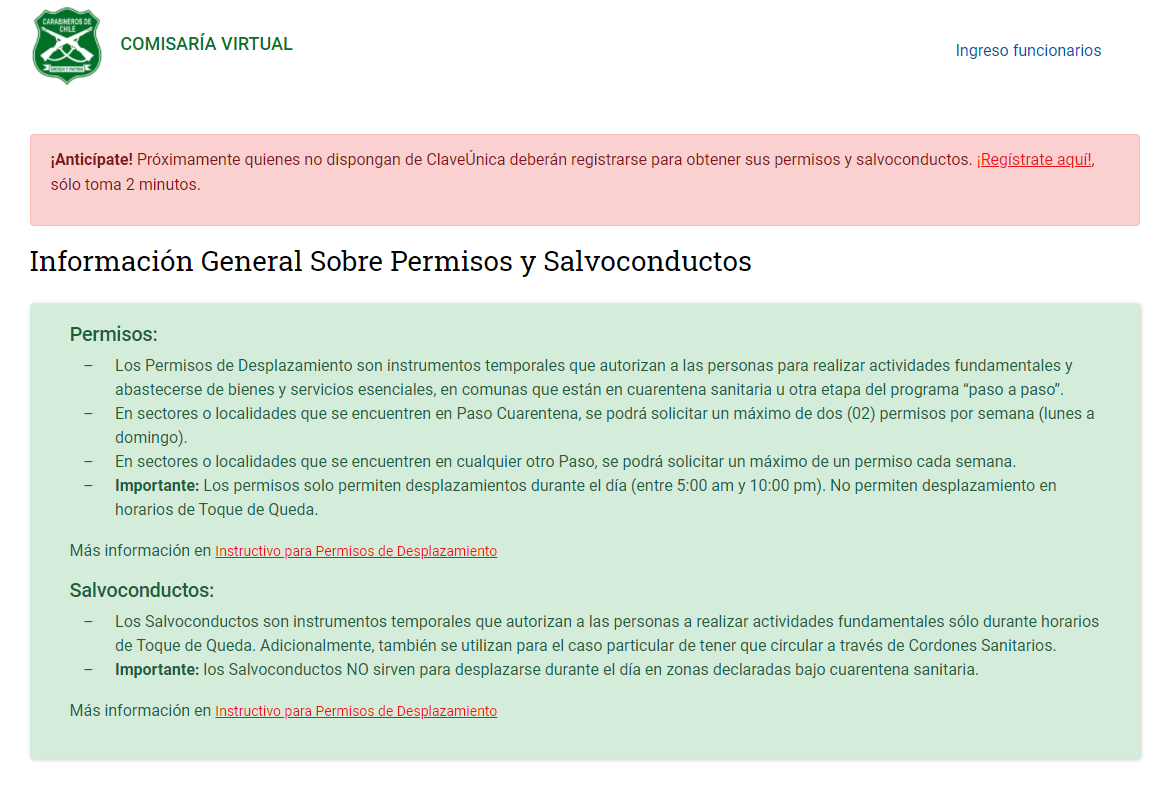 CARABINEROS DE
CHILE
ORDEN Y PATRIA
COMISARÍA VIRTUAL
Ingreso funcionarios
¡Anticípate! Próximamente quienes no dispongan de ClaveÚnica deberán registrarse para obtener sus permisos y salvoconductos. ¡Regístrate aquí!,
sólo toma 2 minutos.
Información General Sobre Permisos y Salvoconductos
Permisos:
– Los Permisos de Desplazamiento son instrumentos temporales que autorizan a las personas para realizar actividades fundamentales y
abastecerse de bienes y servicios esenciales, en comunas que están en cuarentena sanitaria u otra etapa del programa “paso a paso”.
– En sectores o localidades que se encuentren en Paso Cuarentena, se podrá solicitar un máximo de dos (02) permisos por semana (lunes a
domingo).
– En sectores o localidades que se encuentren en cualquier otro Paso, se podrá solicitar un máximo de un permiso cada semana.
– Importante: Los permisos solo permiten desplazamientos durante el día (entre 5:00 am y 10:00 pm). No permiten desplazamiento en
horarios de Toque de Queda.
Más información en Instructivo para Permisos de Desplazamiento
Salvoconductos:
– Los Salvoconductos son instrumentos temporales que autorizan a las personas a realizar actividades fundamentales sólo durante horarios
de Toque de Queda. Adicionalmente, también se utilizan para el caso particular de tener que circular a través de Cordones Sanitarios.
– Importante: los Salvoconductos NO sirven para desplazarse durante el día en zonas declaradas bajo cuarentena sanitaria.
Más información en Instructivo para Permisos de Desplazamiento